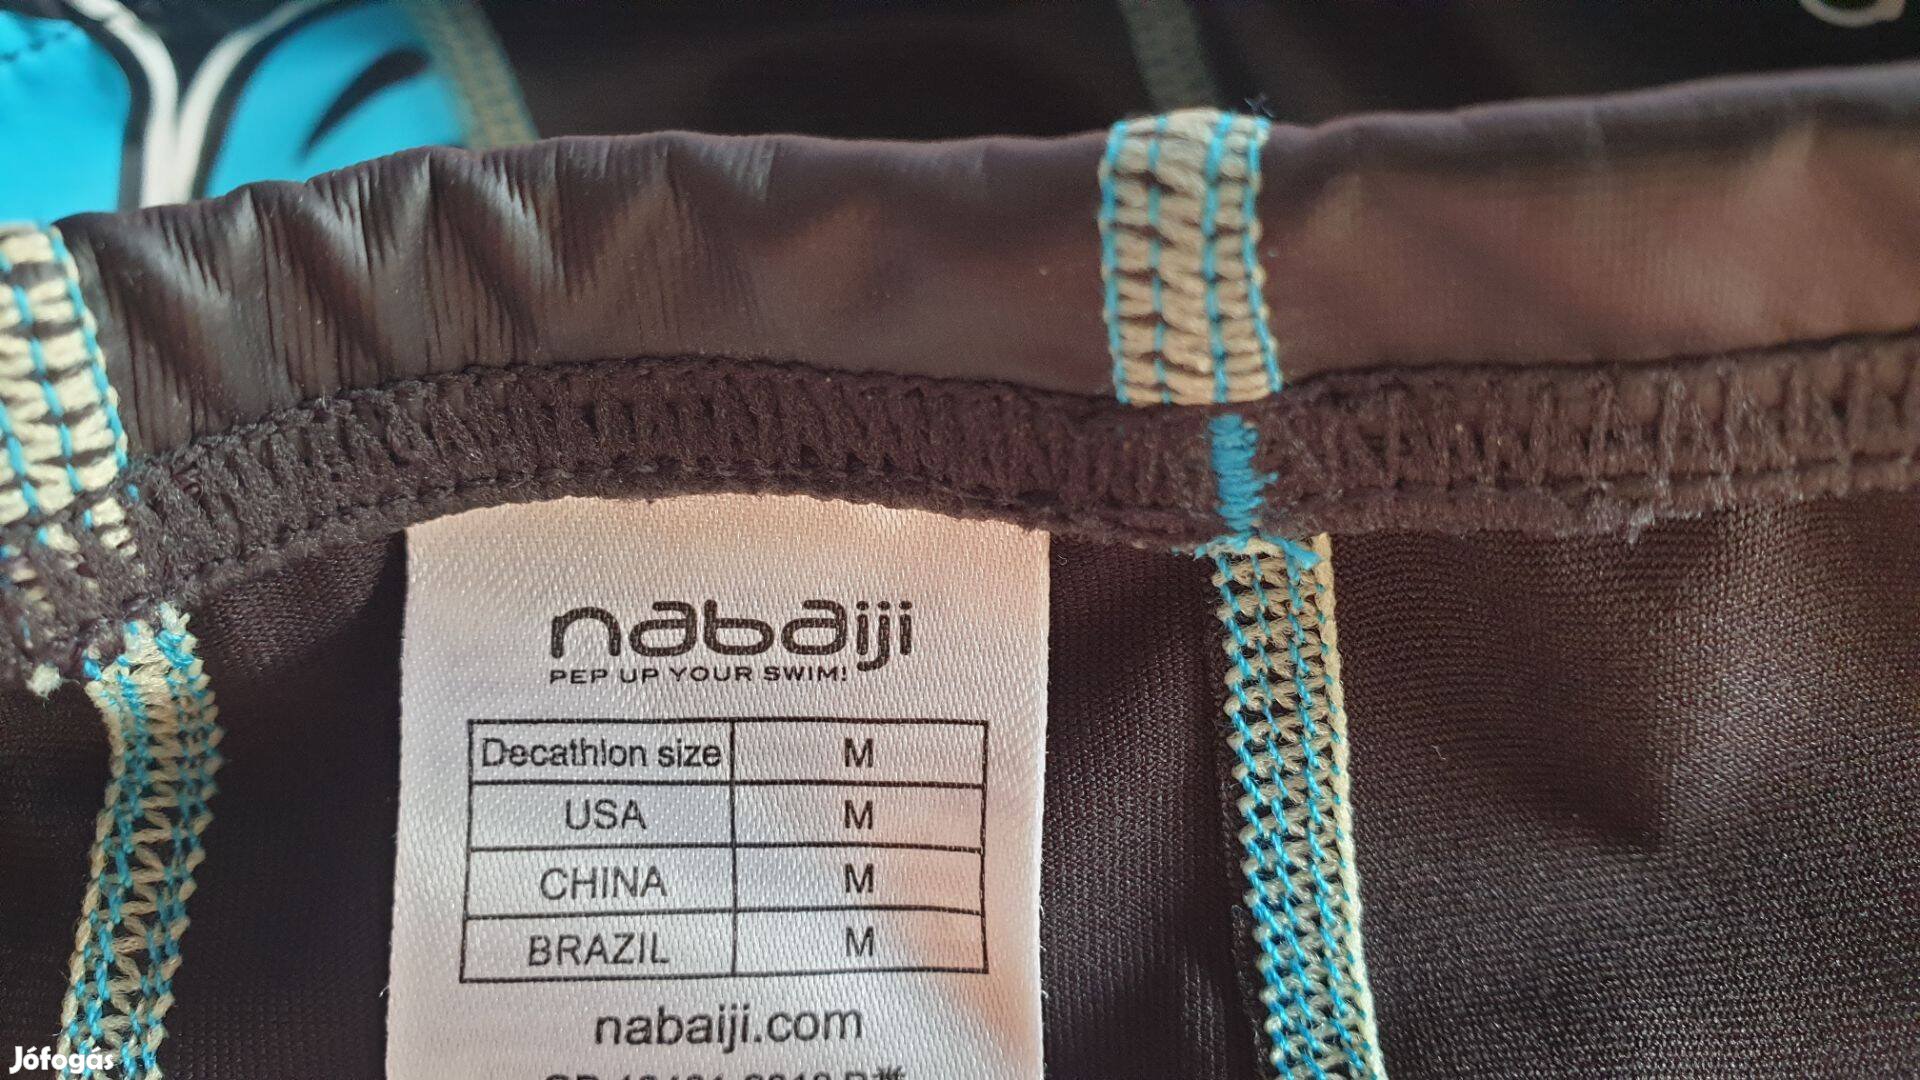 nabaiji
PEP UP YOUR SWIM!
Decathlon size M
USA M
CHINA M
BRAZIL M
nabaiji.com
Jófogás